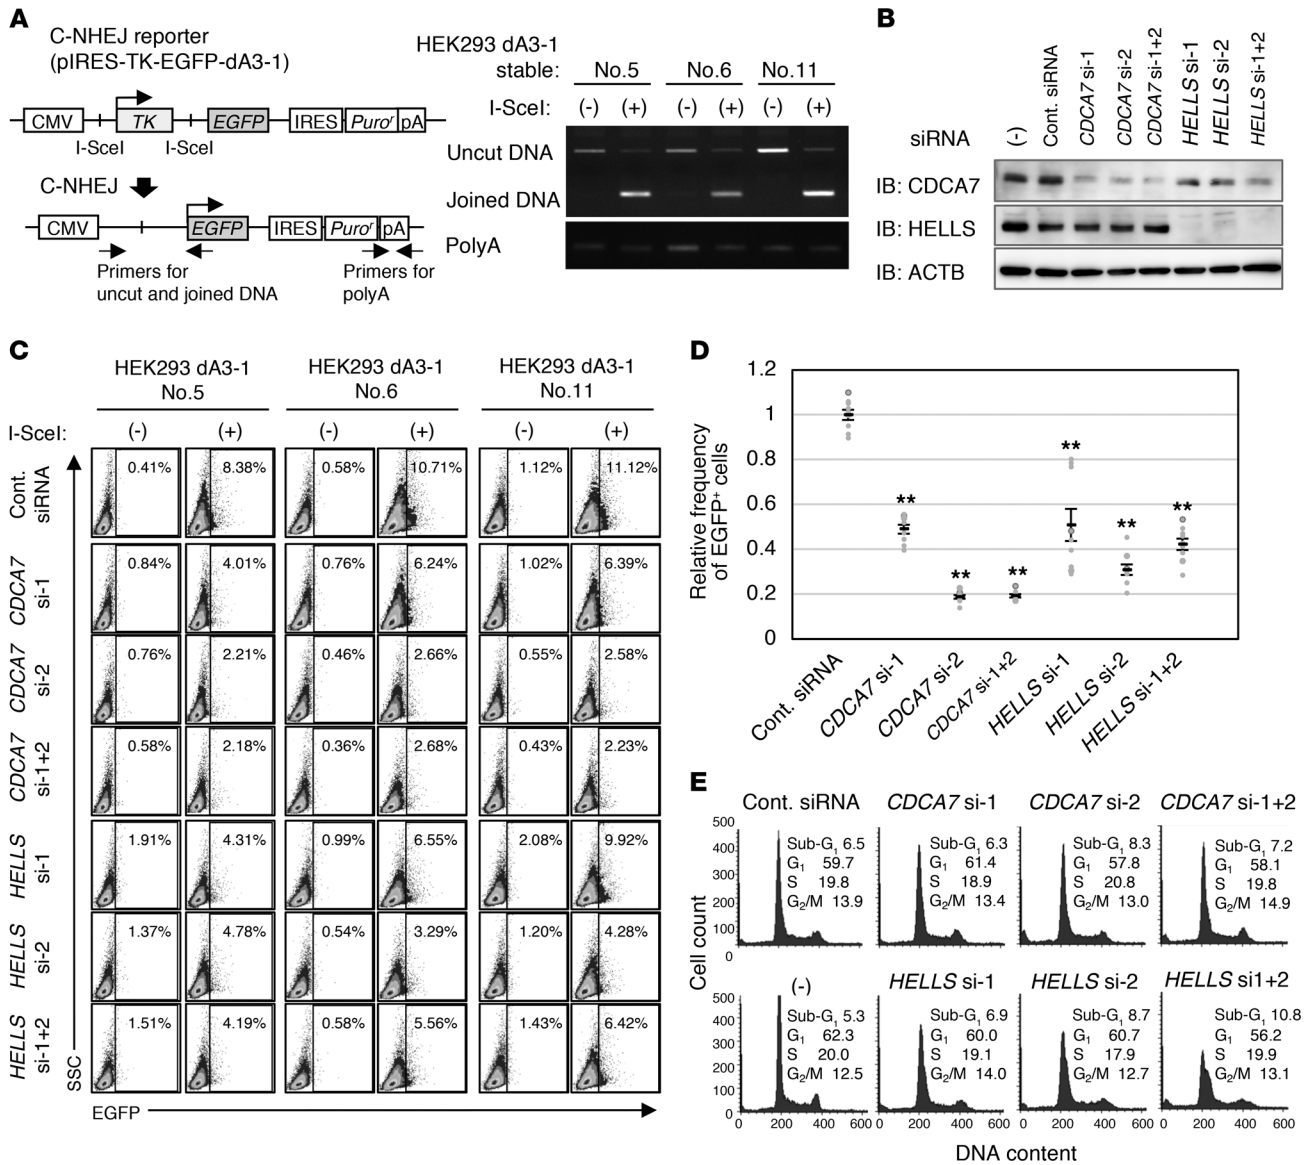 A
C-NHEJ reporter
(pIRES-TK-EGFP-dA3-1)
CMV
TK
EGFP
IRES
Puroʳ
pA
I-SceI
I-SceI
C-NHEJ
CMV
EGFP
IRES
Puroʳ
pA
Primers for
uncut and joined DNA
Primers for
polyA
HEK293 dA3-1
stable:
No.5
No.6
No.11
I-SceI:
(-)
(+)
(-)
(+)
(-)
(+)
Uncut DNA
Joined DNA
PolyA
B
siRNA
(-)
Cont. siRNA
CDCA7 si-1
CDCA7 si-2
CDCA7 si-1+2
HELLS si-1
HELLS si-2
HELLS si-1+2
IB: CDCA7
IB: HELLS
IB: ACTB
C
HEK293 dA3-1
No.5
HEK293 dA3-1
No.6
HEK293 dA3-1
No.11
I-SceI:
(-)
(+)
(-)
(+)
(-)
(+)
Cont.
siRNA
0.41%
8.38%
0.58%
10.71%
1.12%
11.12%
CDCA7
si-1
0.84%
4.01%
0.76%
6.24%
1.02%
6.39%
CDCA7
si-2
0.76%
2.21%
0.46%
2.66%
0.55%
2.58%
CDCA7
si-1+2
0.58%
2.18%
0.36%
2.68%
0.43%
2.23%
HELLS
si-1
1.91%
4.31%
0.99%
6.55%
2.08%
9.92%
HELLS
si-2
1.37%
4.78%
0.54%
3.29%
1.20%
4.28%
HELLS
si-1+2
1.51%
4.19%
0.58%
5.56%
1.43%
6.42%
SSC
EGFP
D
Relative frequency
of EGFP⁺ cells
1.2
1
0.8
0.6
0.4
0.2
0
**
**
**
**
**
**
Cont. siRNA
CDCA7 si-1
CDCA7 si-2
CDCA7 si-1+2
HELLS si-1
HELLS si-2
HELLS si-1+2
E
Cell count
Cont. siRNA
500
400
300
200
100
0
Sub-G₁ 6.5
G₁ 59.7
S 19.8
G₂/M 13.9
CDCA7 si-1
Sub-G₁ 6.3
G₁ 61.4
S 18.9
G₂/M 13.4
CDCA7 si-2
Sub-G₁ 8.3
G₁ 57.8
S 20.8
G₂/M 13.0
CDCA7 si-1+2
Sub-G₁ 7.2
G₁ 58.1
S 19.8
G₂/M 14.9
(-)
500
400
300
200
100
0
Sub-G₁ 5.3
G₁ 62.3
S 20.0
G₂/M 12.5
0 200 400 600
HELLS si-1
Sub-G₁ 6.9
G₁ 60.0
S 19.1
G₂/M 14.0
0 200 400 600
HELLS si-2
Sub-G₁ 8.7
G₁ 60.7
S 17.9
G₂/M 12.7
0 200 400 600
HELLS si1+2
Sub-G₁ 10.8
G₁ 56.2
S 19.9
G₂/M 13.1
0 200 400 600
DNA content